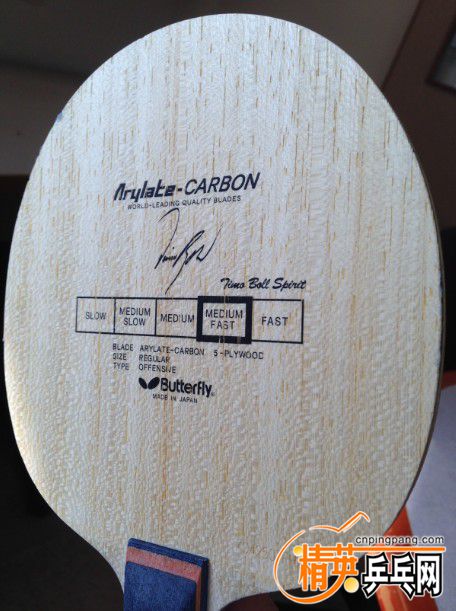 Arylate-CARBON
WORLD-LEADING QUALITY BLADES
Timo Boll Spirit
SLOW MEDIUM SLOW MEDIUM MEDIUM FAST FAST
BLADE ARYLATE-CARBON 5-PLYWOOD
SIZE REGULAR
TYPE OFFENSIVE
Butterfly
MADE IN JAPAN
cnpingpang.com
精英乒乓网